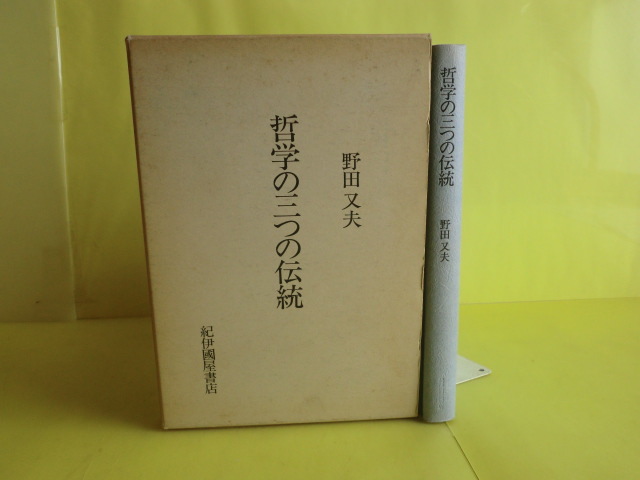 哲学の三つの伝統
野田又夫
紀伊國屋書店
哲学の三つの伝統
野田又夫